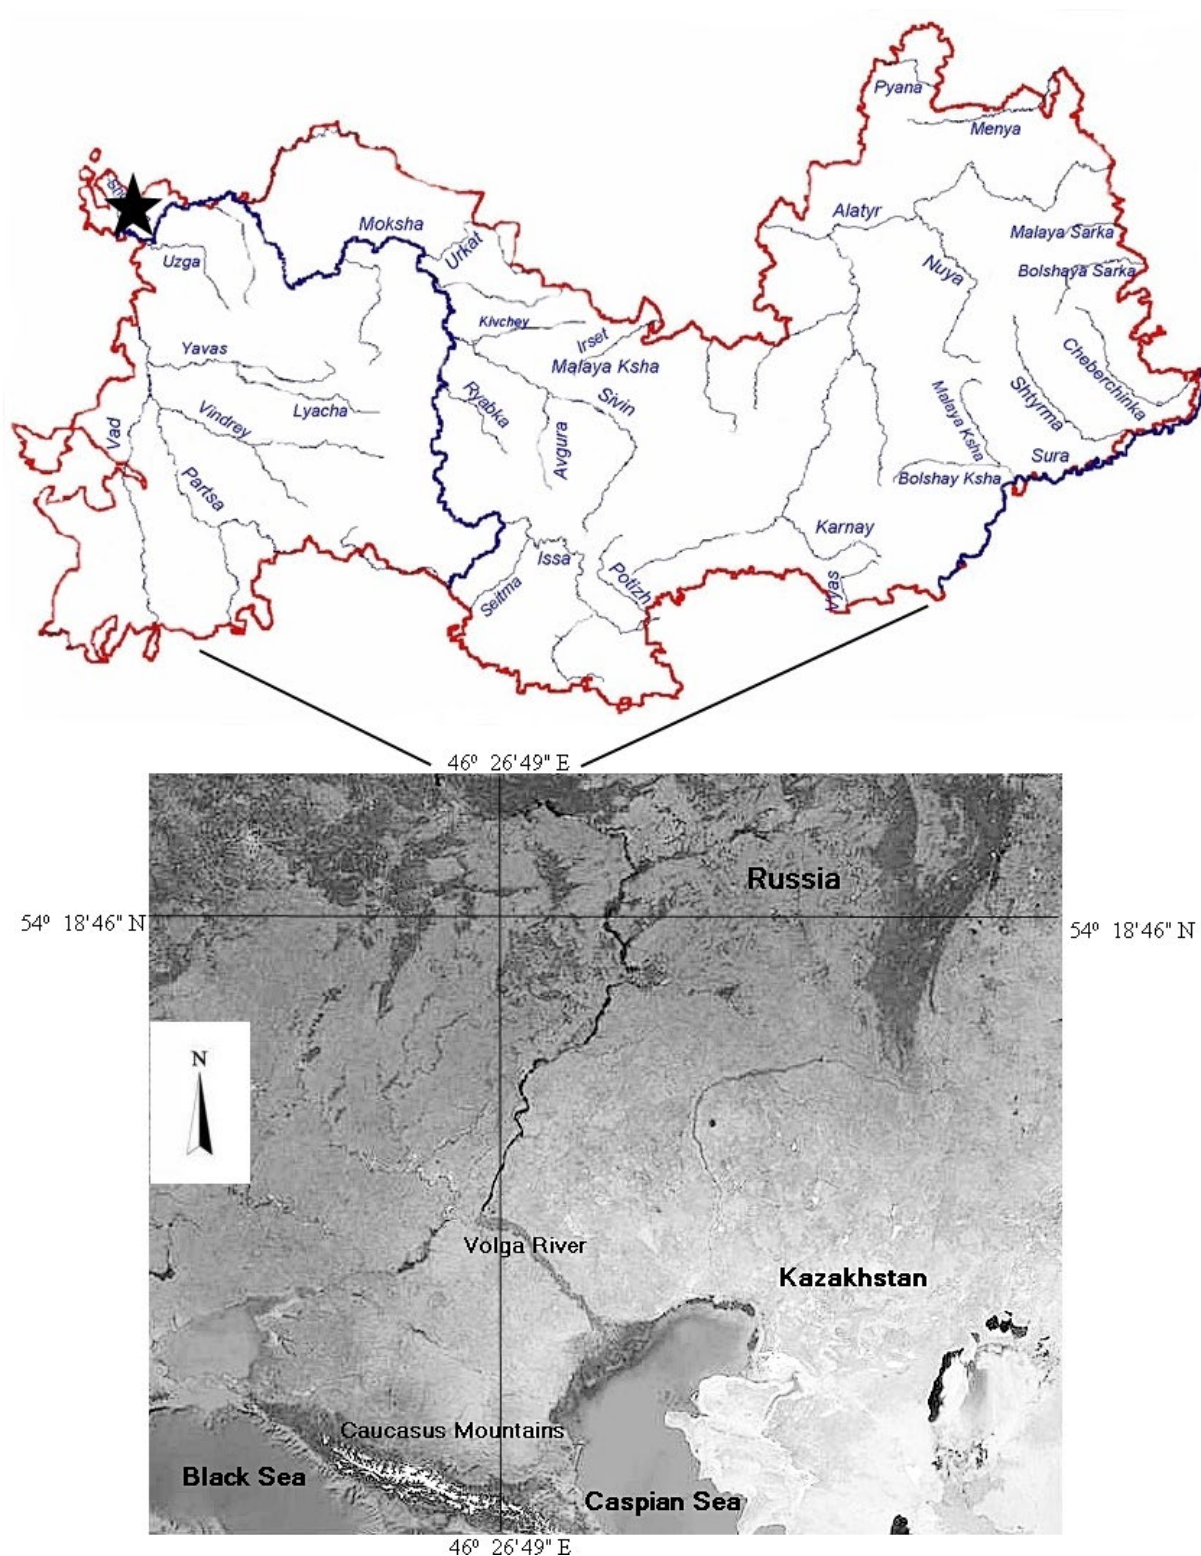 Pyana
Menya
Moksha
Alatyr
Malaya Sarka
Urkat
Uzga
Nuya
Bolshaya Sarka
Kivchey
Irset
Yavas
Malaya Ksha
Cheberchinka
Ryabka
Sivin
Shtyrma
Malaya Ksha
Lyacha
Vindrey
Vad
Avgura
Sura
Partsa
Bolshay Ksha
Karnay
Issa
Potizh
Seitma
Vyas
46º 26'49" E
Russia
54º 18'46" N
54º 18'46" N
N
Volga River
Kazakhstan
Caucasus Mountains
Black Sea
Caspian Sea
46º 26'49" E